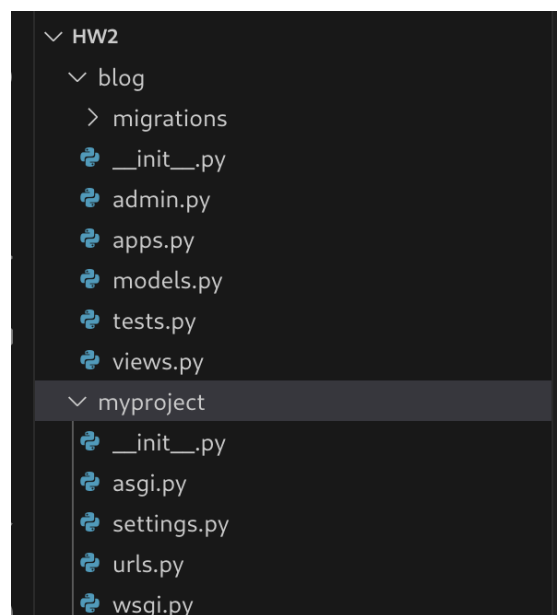 HW2
blog
migrations
__init__.py
admin.py
apps.py
models.py
tests.py
views.py
myproject
__init__.py
asgi.py
settings.py
urls.py
wsgi.py